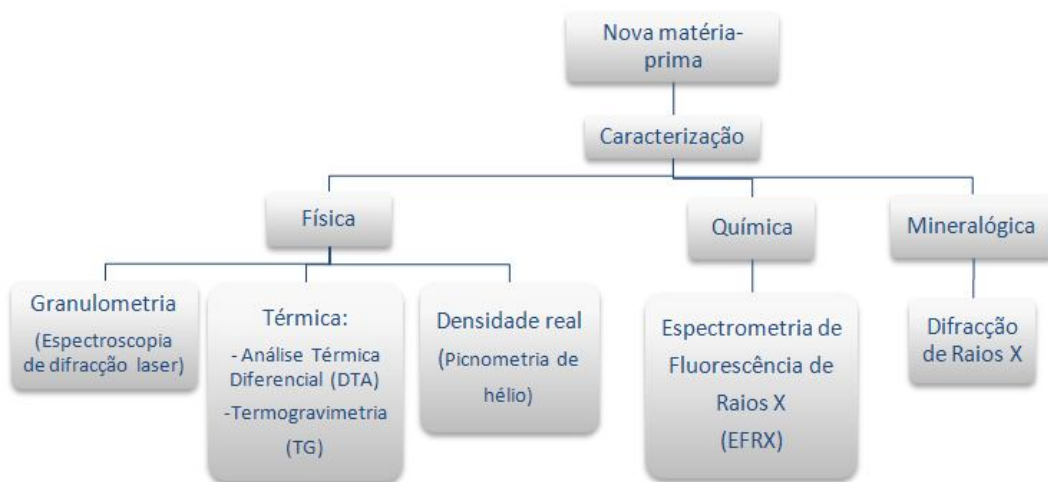 Nova matéria-
prima
Caracterização
Física
Química
Mineralógica
Granulometria
(Espectroscopia
de difracção laser)
Térmica:
- Análise Térmica
Diferencial (DTA)
-Termogravimetria
(TG)
Densidade real
(Picnometria de
hélio)
Espectrometria de
Fluorescência de
Raios X
(EFRX)
Difracção
de Raios X